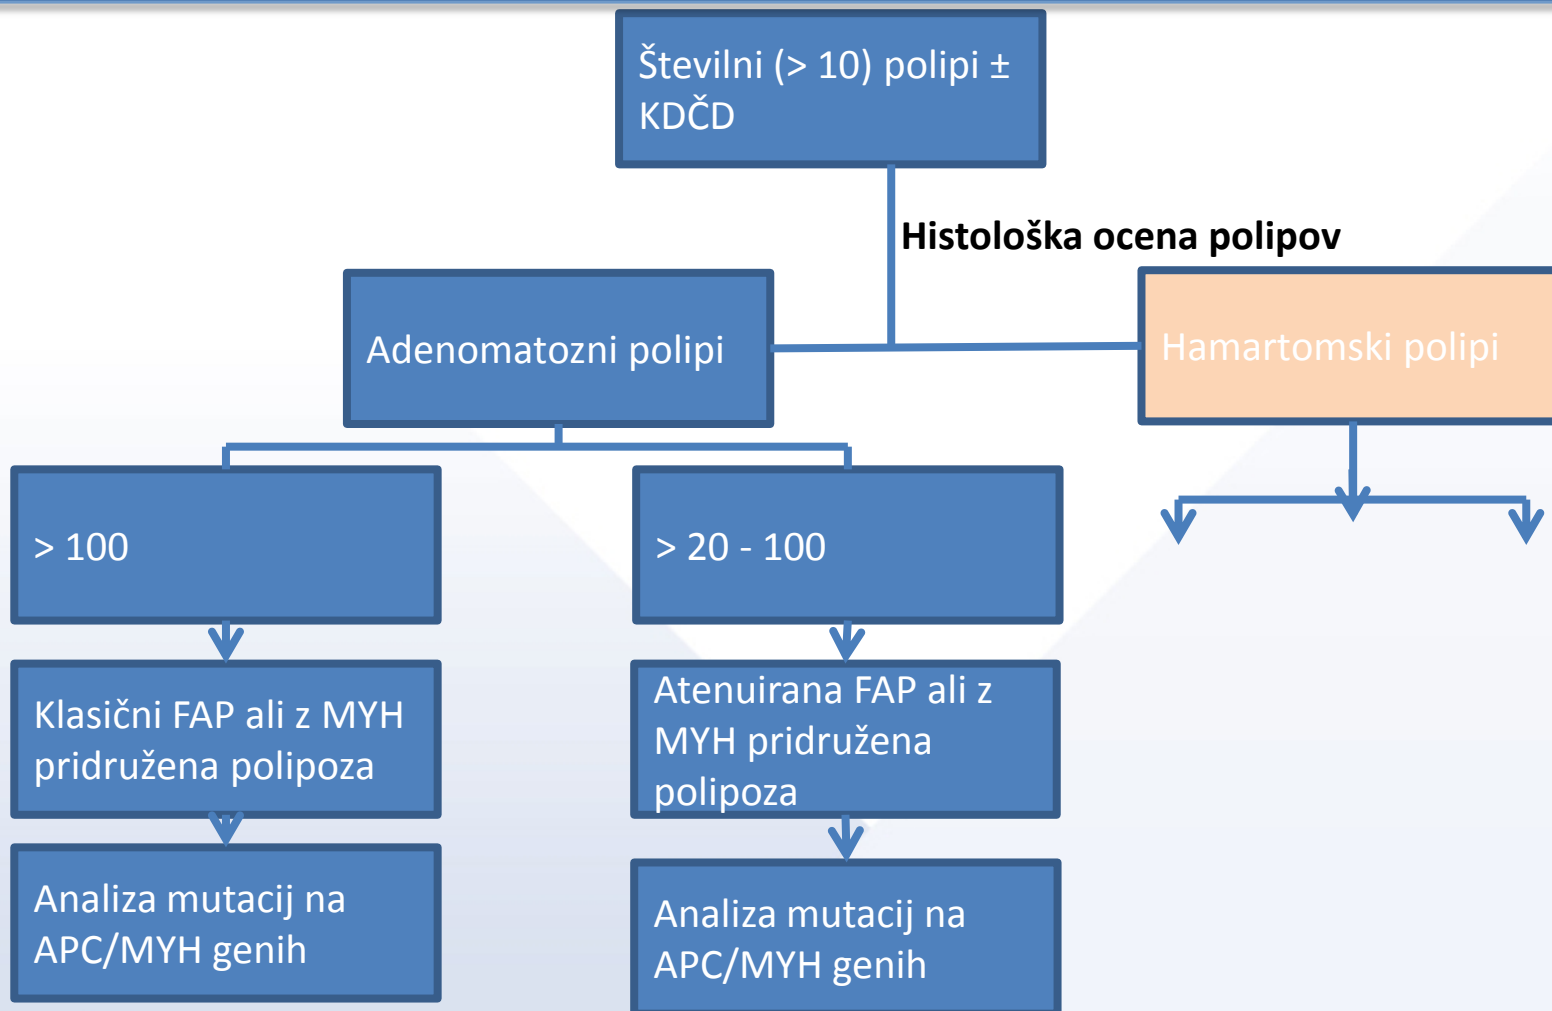 Številni (> 10) polipi ±
KDČD
Histološka ocena polipov
Adenomatozni polipi
Hamartomski polipi
> 100
> 20 - 100
Klasični FAP ali z MYH
pridružena polipoza
Atenuirana FAP ali z
MYH pridružena
polipoza
Analiza mutacij na
APC/MYH genih
Analiza mutacij na
APC/MYH genih